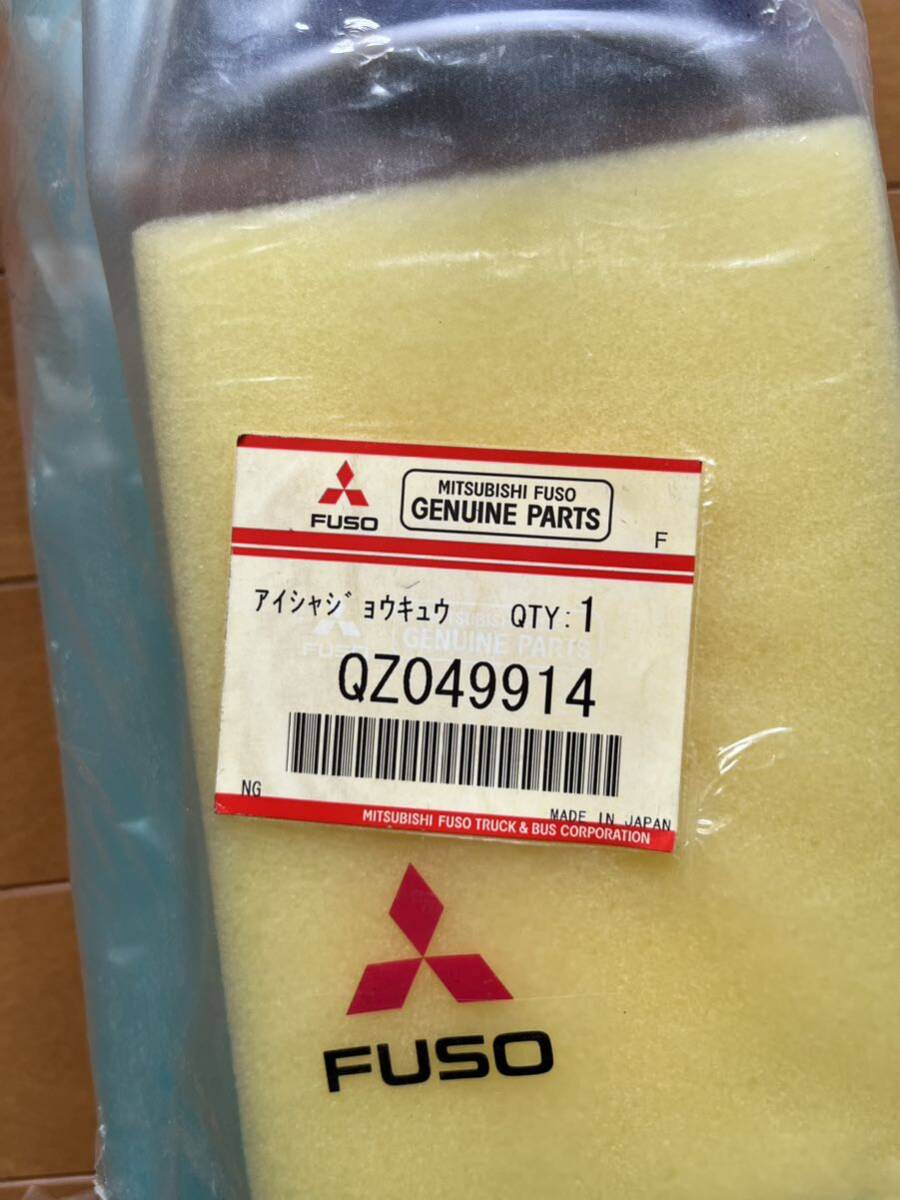 FUSO
MITSUBISHI FUSO
GENUINE PARTS
F
アイシャジョウキュウ QTY:1
QZ049914
NG
MADE IN JAPAN
MITSUBISHI FUSO TRUCK & BUS CORPORATION
FUSO